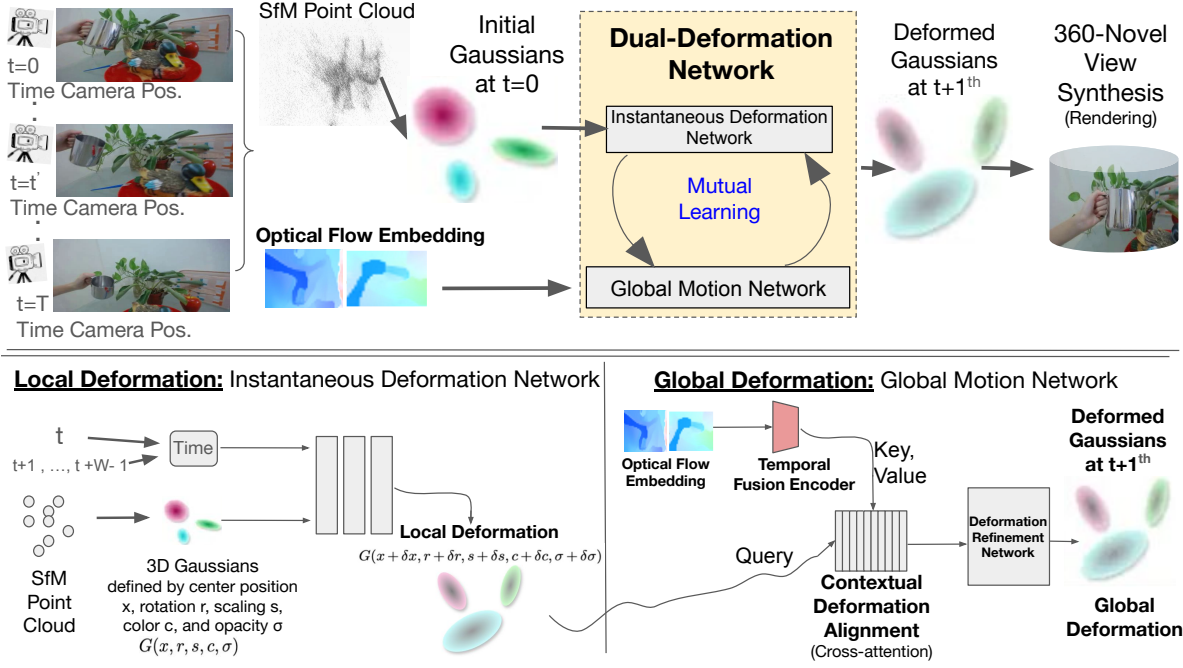 t=0
Time Camera Pos.
t=t'
Time Camera Pos.
t=T
Time Camera Pos.
SfM Point Cloud
Initial
Gaussians
at t=0
Optical Flow Embedding
Dual-Deformation
Network
Instantaneous Deformation
Network
Mutual
Learning
Global Motion Network
Deformed
Gaussians
at t+1th
360-Novel
View
Synthesis
(Rendering)
Local Deformation: Instantaneous Deformation Network
t
t+1 , …, t +W- 1
Time
SfM
Point
Cloud
3D Gaussians
defined by center position
x, rotation r, scaling s,
color c, and opacity σ
G(x, r, s, c, σ)
Local Deformation
G(x + δx, r + δr, s + δs, c + δc, σ + δσ)
Global Deformation: Global Motion Network
Optical Flow
Embedding
Temporal
Fusion Encoder
Key,
Value
Query
Contextual
Deformation
Alignment
(Cross-attention)
Deformation
Refinement
Network
Deformed
Gaussians
at t+1th
Global
Deformation